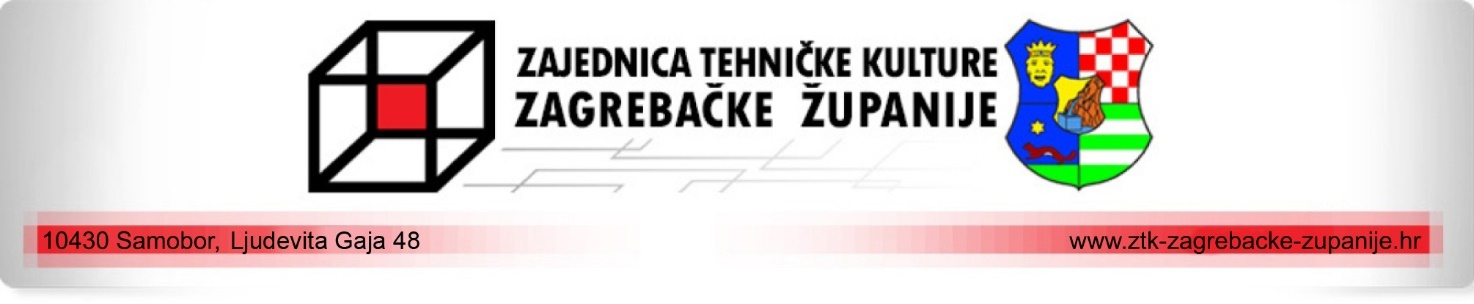 ZAJEDNICA TEHNIČKE KULTURE
ZAGREBAČKE ŽUPANIJE
10430 Samobor, Ljudevita Gaja 48
www.ztk-zagrebacke-zupanije.hr